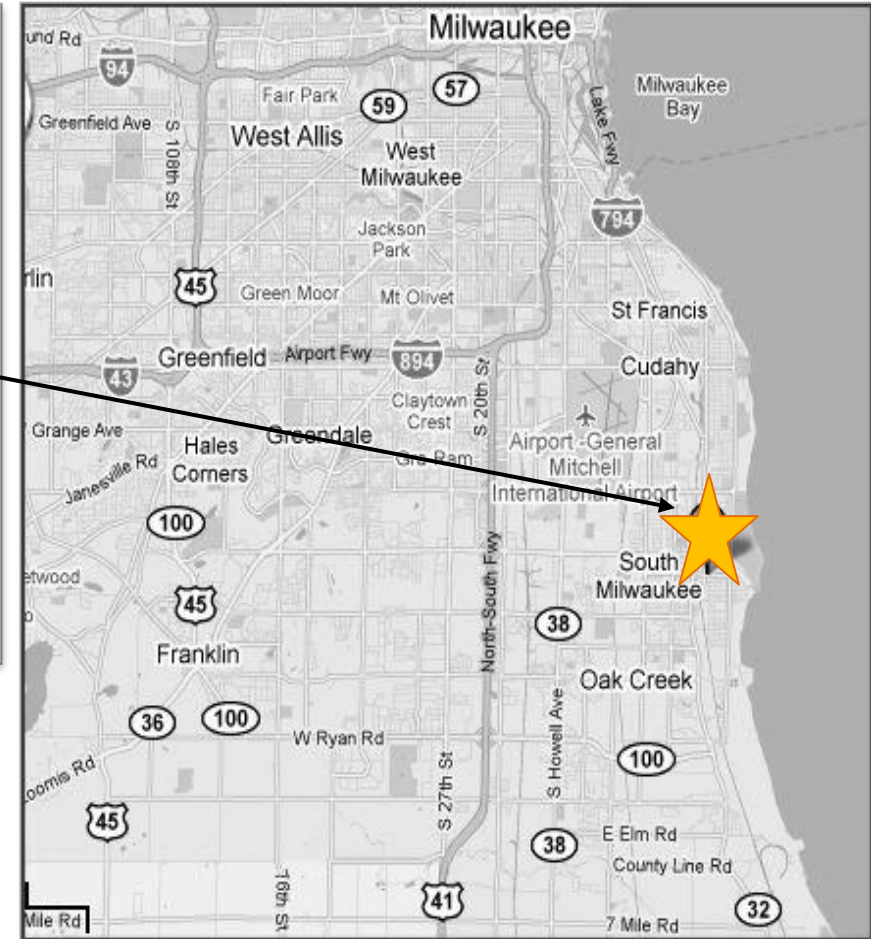 Milwaukee
und Rd
94
Fair Park
59
57
Milwaukee
Bay
Greenfield Ave
S 108th St
West Allis
West
Milwaukee
Lake Fwy
794
Jackson
Park
45
rlin
Green Moor
Mt Olivet
St Francis
Greenfield
Airport Fwy
894
S 20th St
Cudahy
43
Claytown
Crest
Grange Ave
Hales
Corners
Greendale
Gra-Ram
Airport -General
Mitchell
International Airport
Janesville Rd
100
etwood
45
South
Milwaukee
North-South Fwy
38
Franklin
Oak Creek
36
100
W Ryan Rd
S Howell Ave
100
oomis Rd
S 27th St
45
38
E Elm Rd
County Line Rd
16th St
41
32
Mile Rd
7 Mile Rd